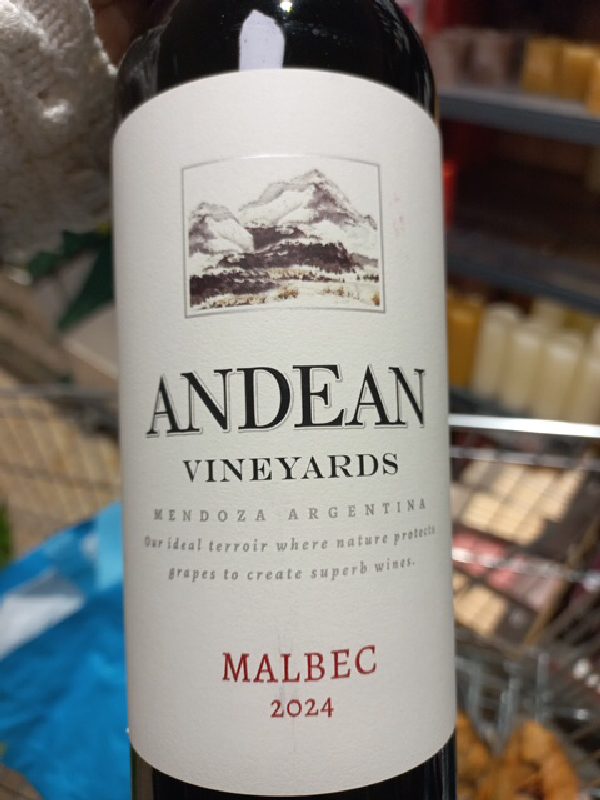 ANDEAN
VINEYARDS
MENDOZA ARGENTINA
Our ideal terroir where nature protects
grapes to create superb wines.
MALBEC
2024